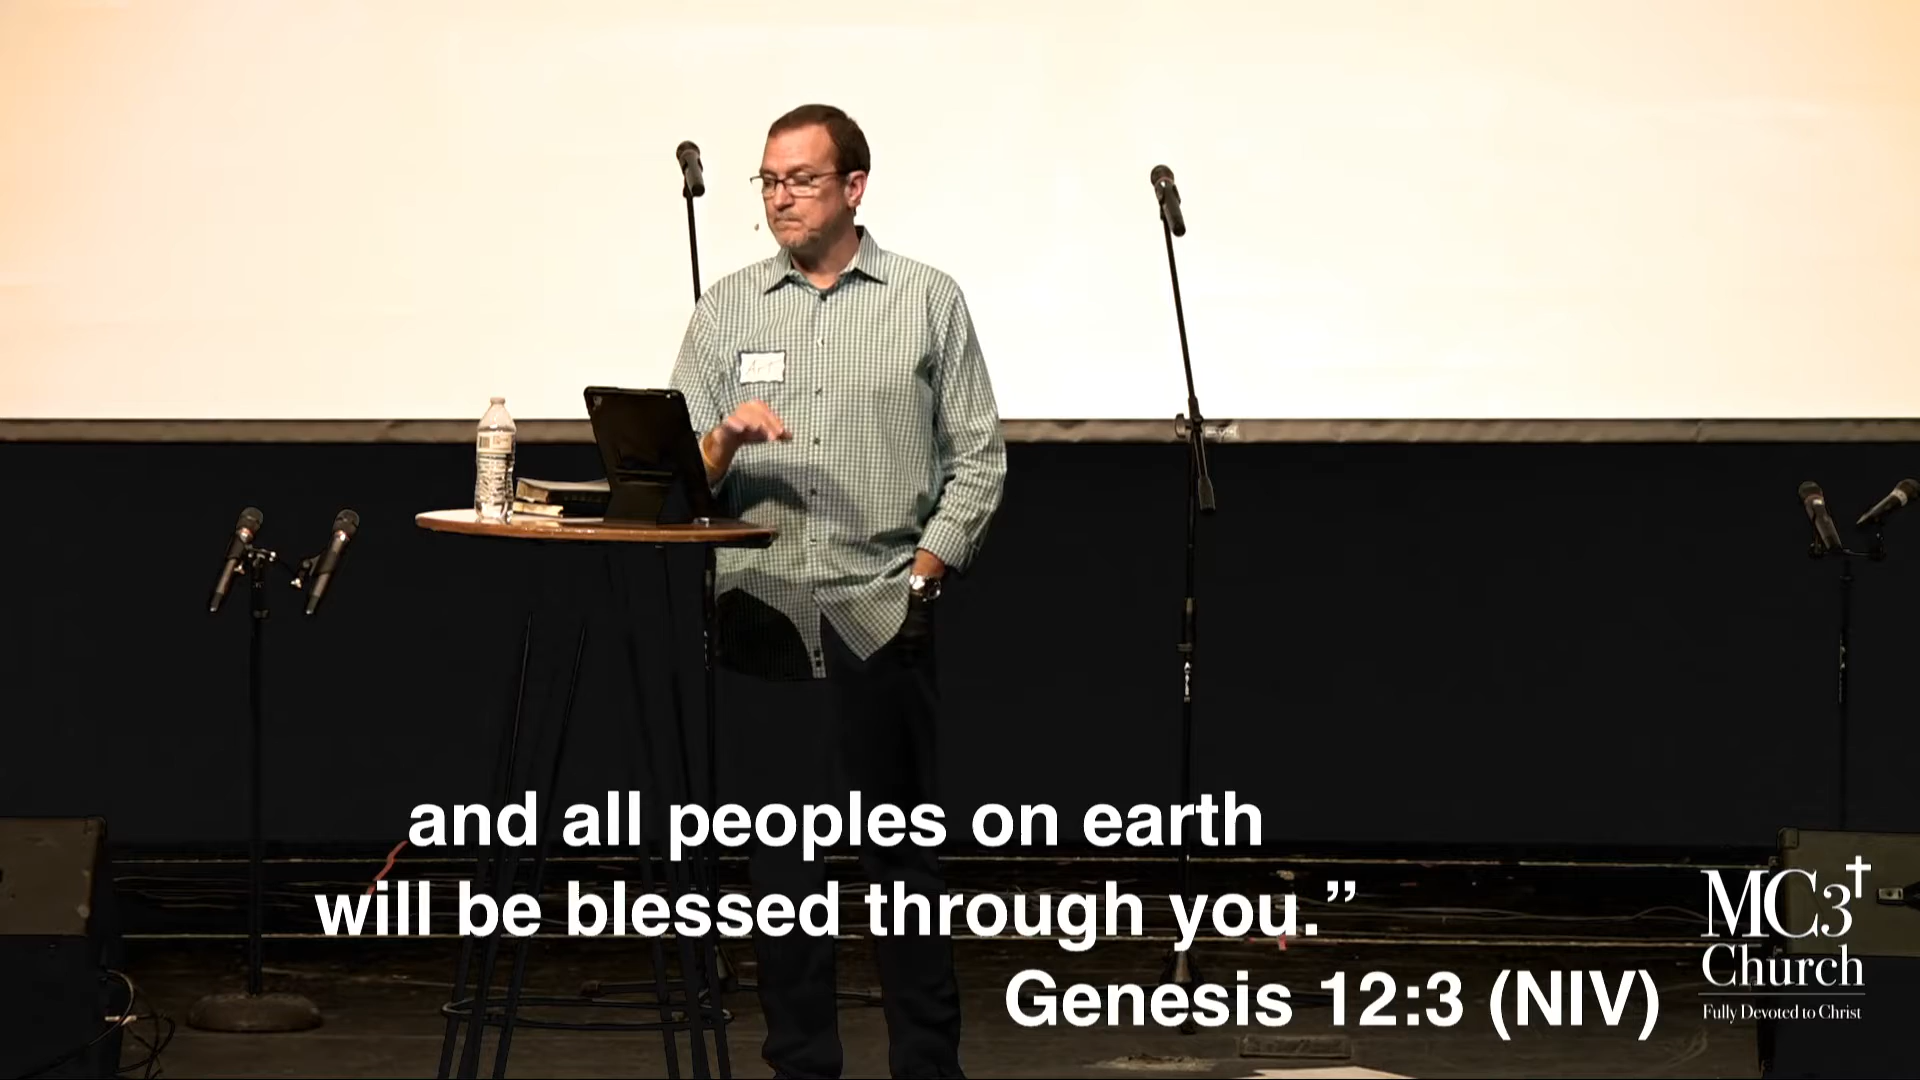 Art
and all peoples on earth
will be blessed through you.”
Genesis 12:3 (NIV)
MC3
Church
Fully Devoted to Christ